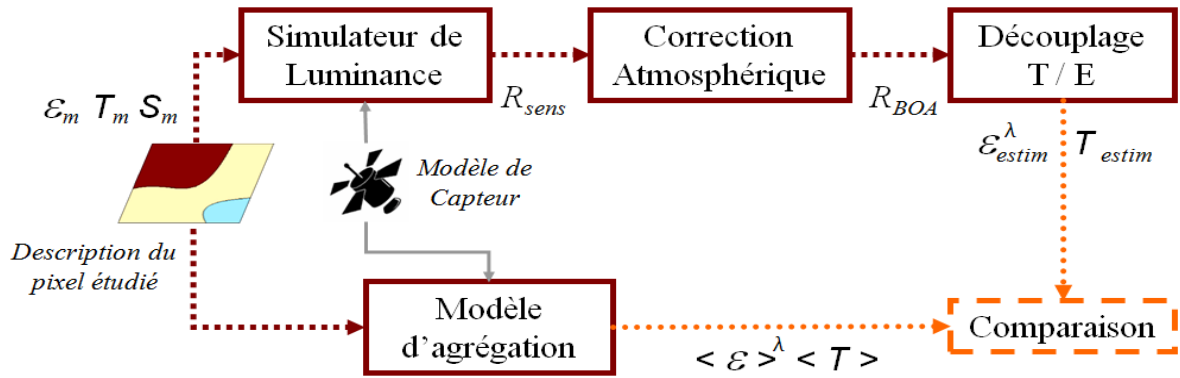 Simulateur de
Luminance
Correction
Atmosphérique
Découplage
T / E
R_sens
R_BOA
ε_m T_m S_m
ε^λ_estim T_estim
Modèle de
Capteur
Description du
pixel étudié
Modèle
d'agrégation
Comparaison
< ε >^λ < T >